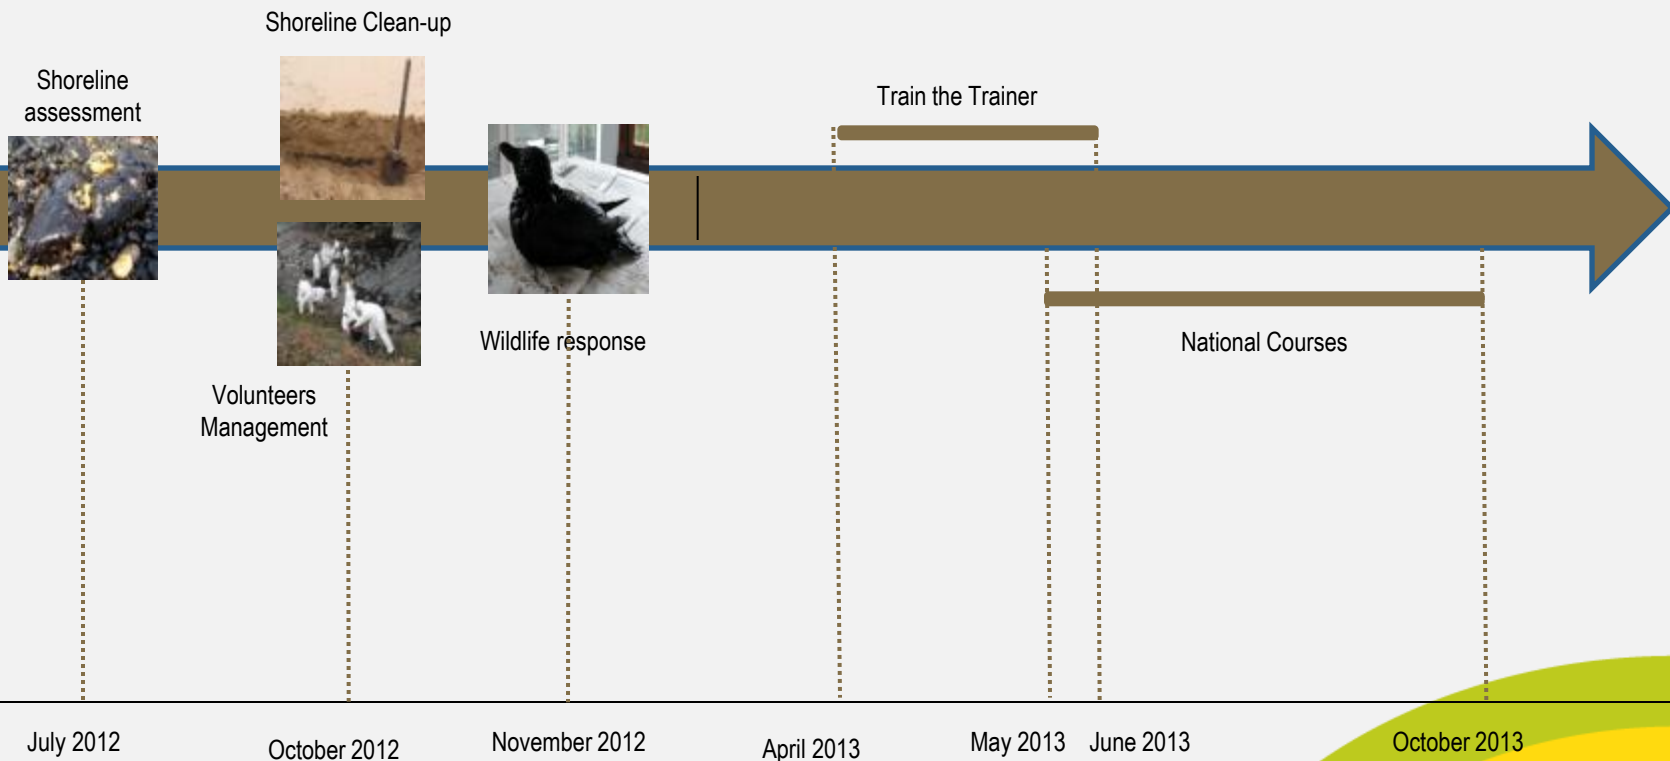 Shoreline Clean-up
Shoreline
assessment
Train the Trainer
Wildlife response
National Courses
Volunteers
Management
July 2012
October 2012
November 2012
April 2013
May 2013
June 2013
October 2013